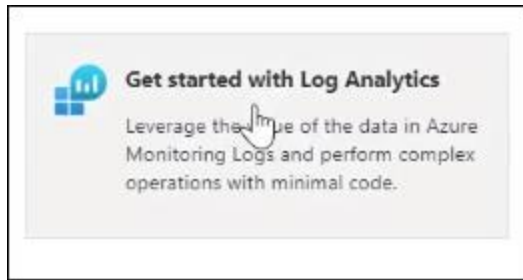 Get started with Log Analytics
Leverage the of the data in Azure
Monitoring Logs and perform complex
operations with minimal code.